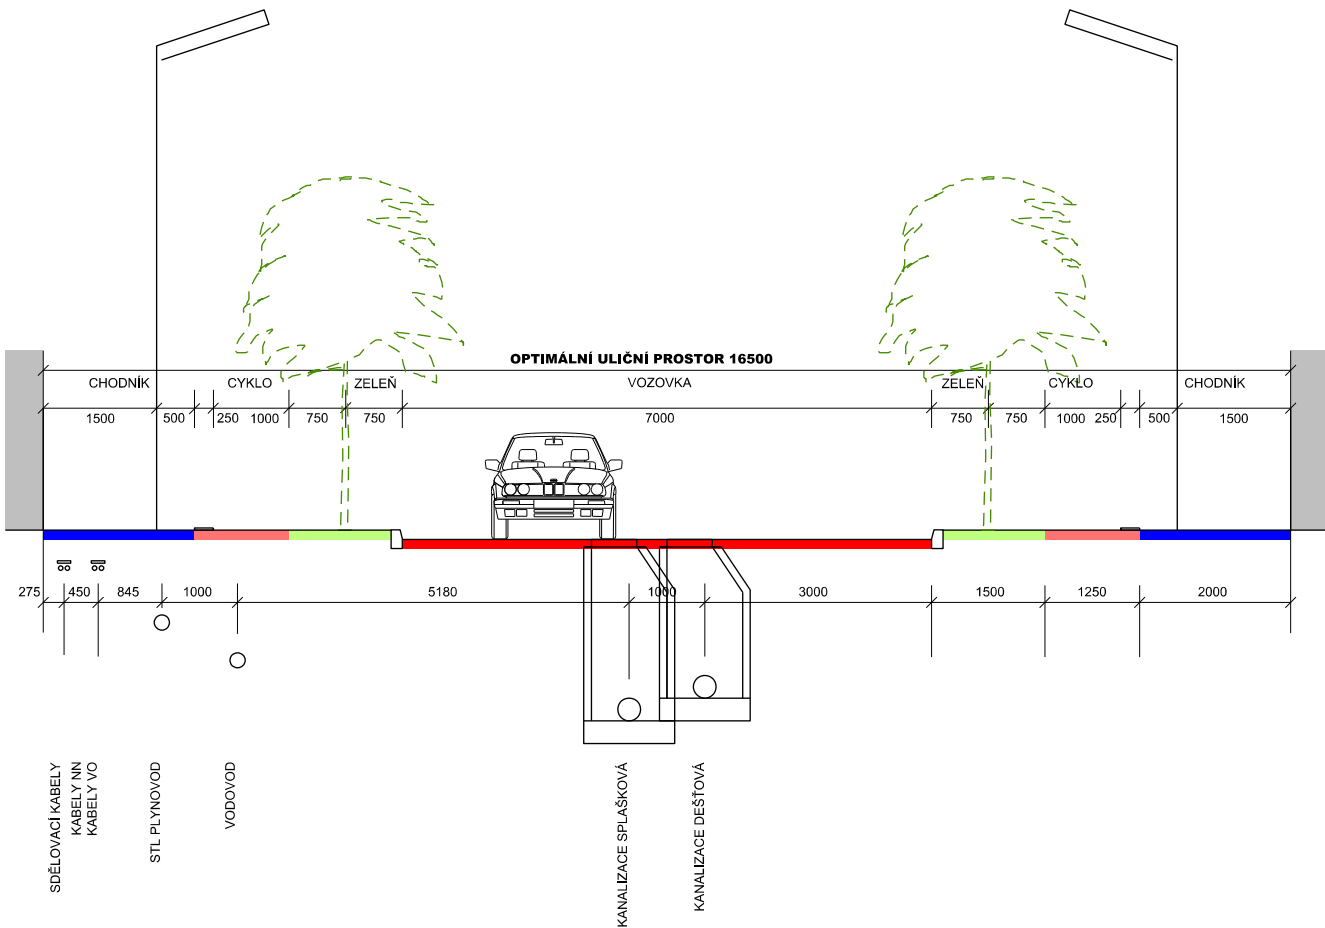 OPTIMÁLNÍ ULIČNÍ PROSTOR 16500
CHODNÍK CYKLO ZELEŇ VOZOVKA ZELEŇ CYKLO CHODNÍK
1500 500 250 1000 750 750 7000 750 750 1000 250 500 1500
275 450 845 1000 5180 1000 3000 1500 1250 2000
SDĚLOVACÍ KABELY
KABELY NN
KABELY VO
STL PLYNOVOD
VODOVOD
KANALIZACE SPLAŠKOVÁ
KANALIZACE DEŠŤOVÁ